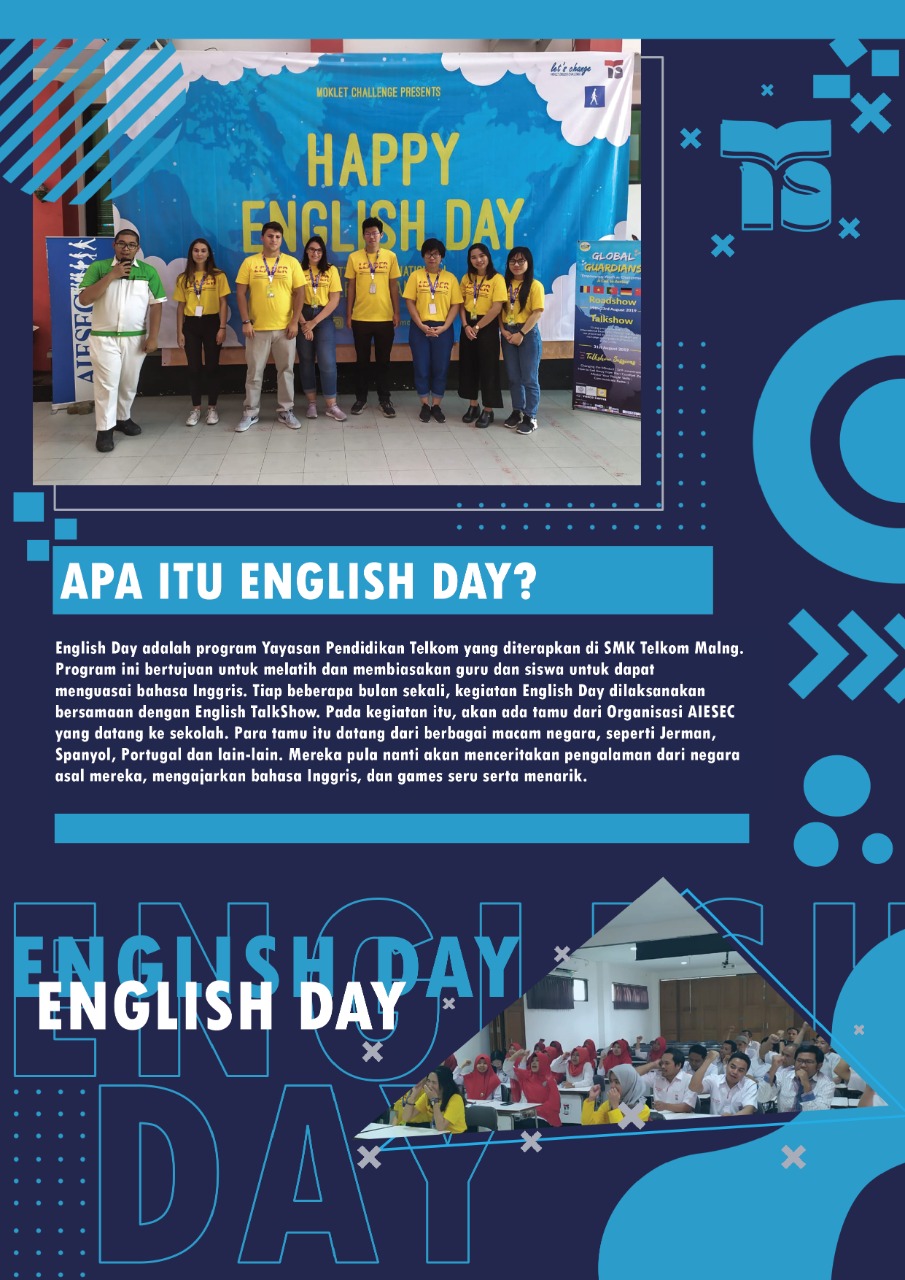 let's change
MOKLET CHALLENGE PRESENTS
HAPPY
ENGLISH DAY
AIESEC
LEADER
LEADER
LEADER
LEADER
LEADER
GLOBAL
GUARDIANS
Roadshow
Talkshow
APA ITU ENGLISH DAY?
English Day adalah program Yayasan Pendidikan Telkom yang diterapkan di SMK Telkom Malng.
Program ini bertujuan untuk melatih dan membiasakan guru dan siswa untuk dapat
menguasai bahasa Inggris. Tiap beberapa bulan sekali, kegiatan English Day dilaksanakan
bersamaan dengan English TalkShow. Pada kegiatan itu, akan ada tamu dari Organisasi AIESEC
yang datang ke sekolah. Para tamu itu datang dari berbagai macam negara, seperti Jerman,
Spanyol, Portugal dan lain-lain. Mereka pula nanti akan menceritakan pengalaman dari negara
asal mereka, mengajarkan bahasa Inggris, dan games seru serta menarik.
ENGLISH
ENGLISH DAY
ENGLISH DAY
DAY